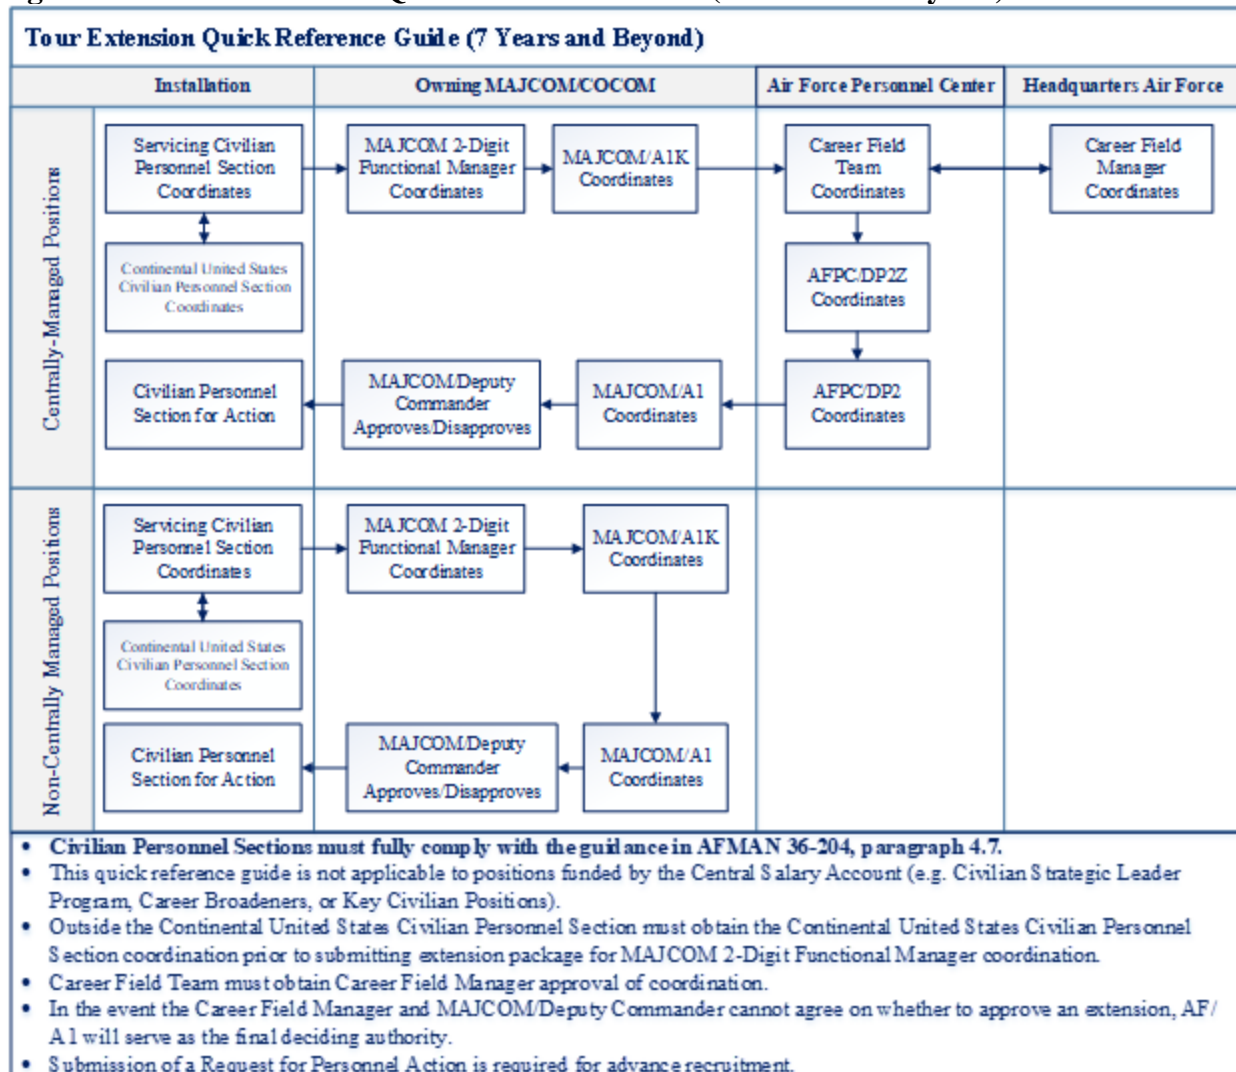 Tour Extension Quick Reference Guide (7 Years and Beyond)
Installation
Owning MAJCOM/COCOM
Air Force Personnel Center
Headquarters Air Force
Centrally-Managed Positions
Servicing Civilian
Personnel Section
Coordinates
MAJCOM 2-Digit
Functional Manager
Coordinates
MAJCOM/A1K
Coordinates
Career Field
Team
Coordinates
Career Field
Manager
Coordinates
Continental United States
Civilian Personnel Section
Coordinates
AFPC/DP2Z
Coordinates
Civilian Personnel
Section for Action
MAJCOM/Deputy
Commander
Approves/Disapproves
MAJCOM/A1
Coordinates
AFPC/DP2
Coordinates
Non-Centrally Managed Positions
Servicing Civilian
Personnel Section
Coordinates
MAJCOM 2-Digit
Functional Manager
Coordinates
MAJCOM/A1K
Coordinates
Continental United States
Civilian Personnel Section
Coordinates
Civilian Personnel
Section for Action
MAJCOM/Deputy
Commander
Approves/Disapproves
MAJCOM/A1
Coordinates
• Civilian Personnel Sections must fully comply with the guidance in AFMAN 36-204, paragraph 4.7.
• This quick reference guide is not applicable to positions funded by the Central Salary Account (e.g. Civilian Strategic Leader
Program, Career Broadeners, or Key Civilian Positions).
• Outside the Continental United States Civilian Personnel Section must obtain the Continental United States Civilian Personnel
Section coordination prior to submitting extension package for MAJCOM 2-Digit Functional Manager coordination.
• Career Field Team must obtain Career Field Manager approval of coordination.
• In the event the Career Field Manager and MAJCOM/Deputy Commander cannot agree on whether to approve an extension, AF/
A1 will serve as the final deciding authority.
• Submission of a Request for Personnel Action is required for advance recruitment.